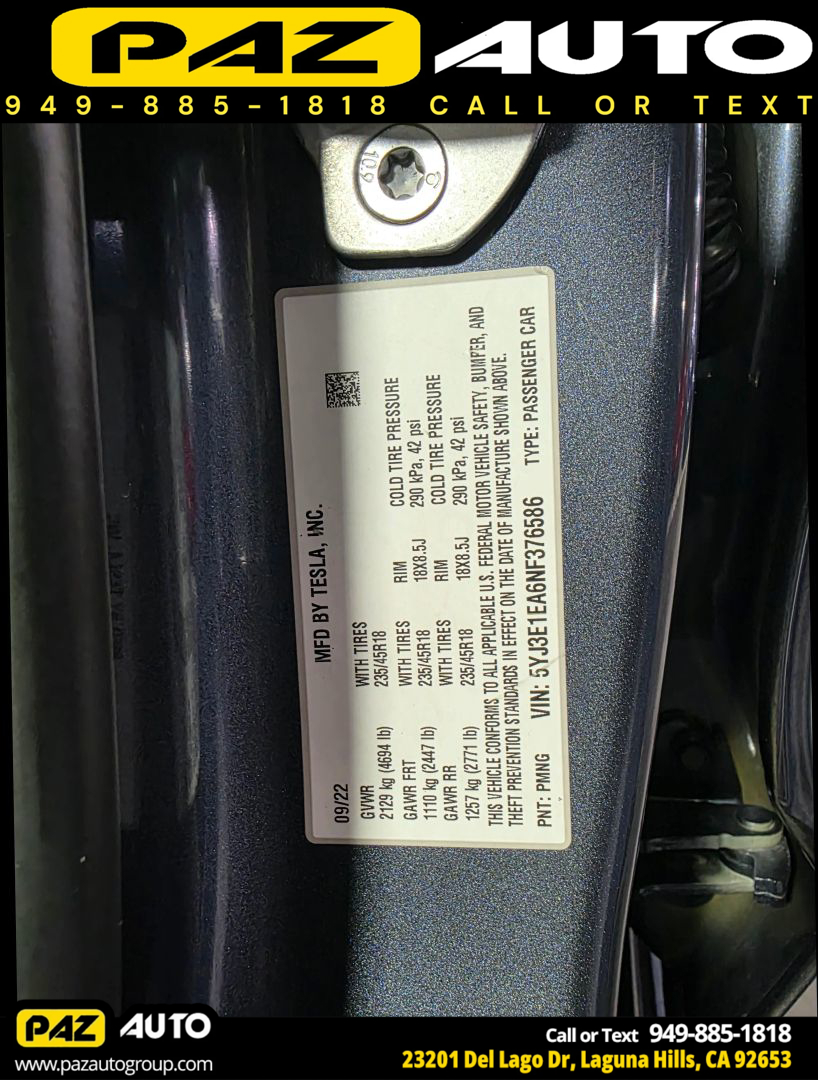 PAZ AUTO
949-885-1818 CALL OR TEXT
10.9
MFD BY TESLA, INC.
09/22
GVWR WITH TIRES
2129 kg (4694 lb) 235/45R18
GAWR FRT WITH TIRES RIM COLD TIRE PRESSURE
1110 kg (2447 lb) 235/45R18 18X8.5J 290 kPa, 42 psi
GAWR RR WITH TIRES RIM COLD TIRE PRESSURE
1257 kg (2771 lb) 235/45R18 18X8.5J 290 kPa, 42 psi
THIS VEHICLE CONFORMS TO ALL APPLICABLE U.S. FEDERAL MOTOR VEHICLE SAFETY, BUMPER, AND
THEFT PREVENTION STANDARDS IN EFFECT ON THE DATE OF MANUFACTURE SHOWN ABOVE.
PNT: PMNG VIN: 5YJ3E1EA6NF376586 TYPE: PASSENGER CAR
PAZ AUTO
www.pazautogroup.com
Call or Text 949-885-1818
23201 Del Lago Dr, Laguna Hills, CA 92653